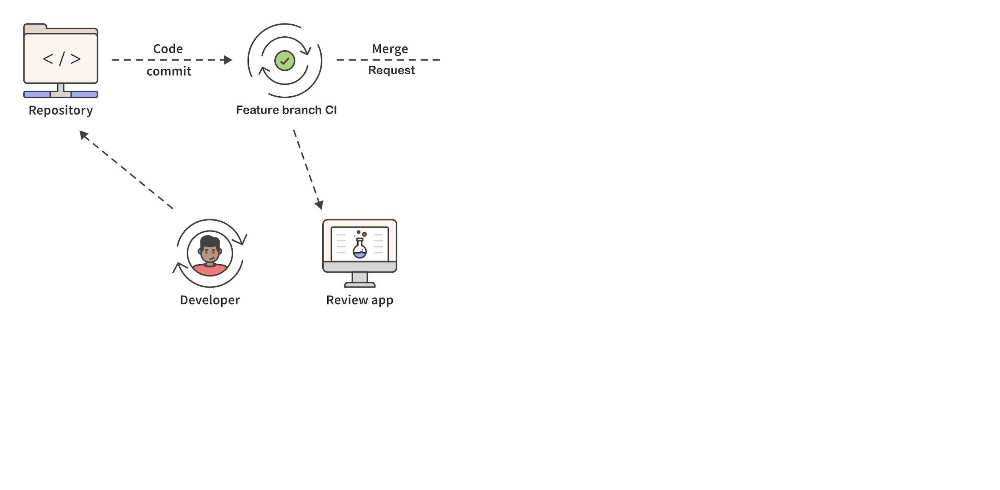 </>
Code
commit
Merge
Request
Repository
Feature branch CI
Developer
Review app